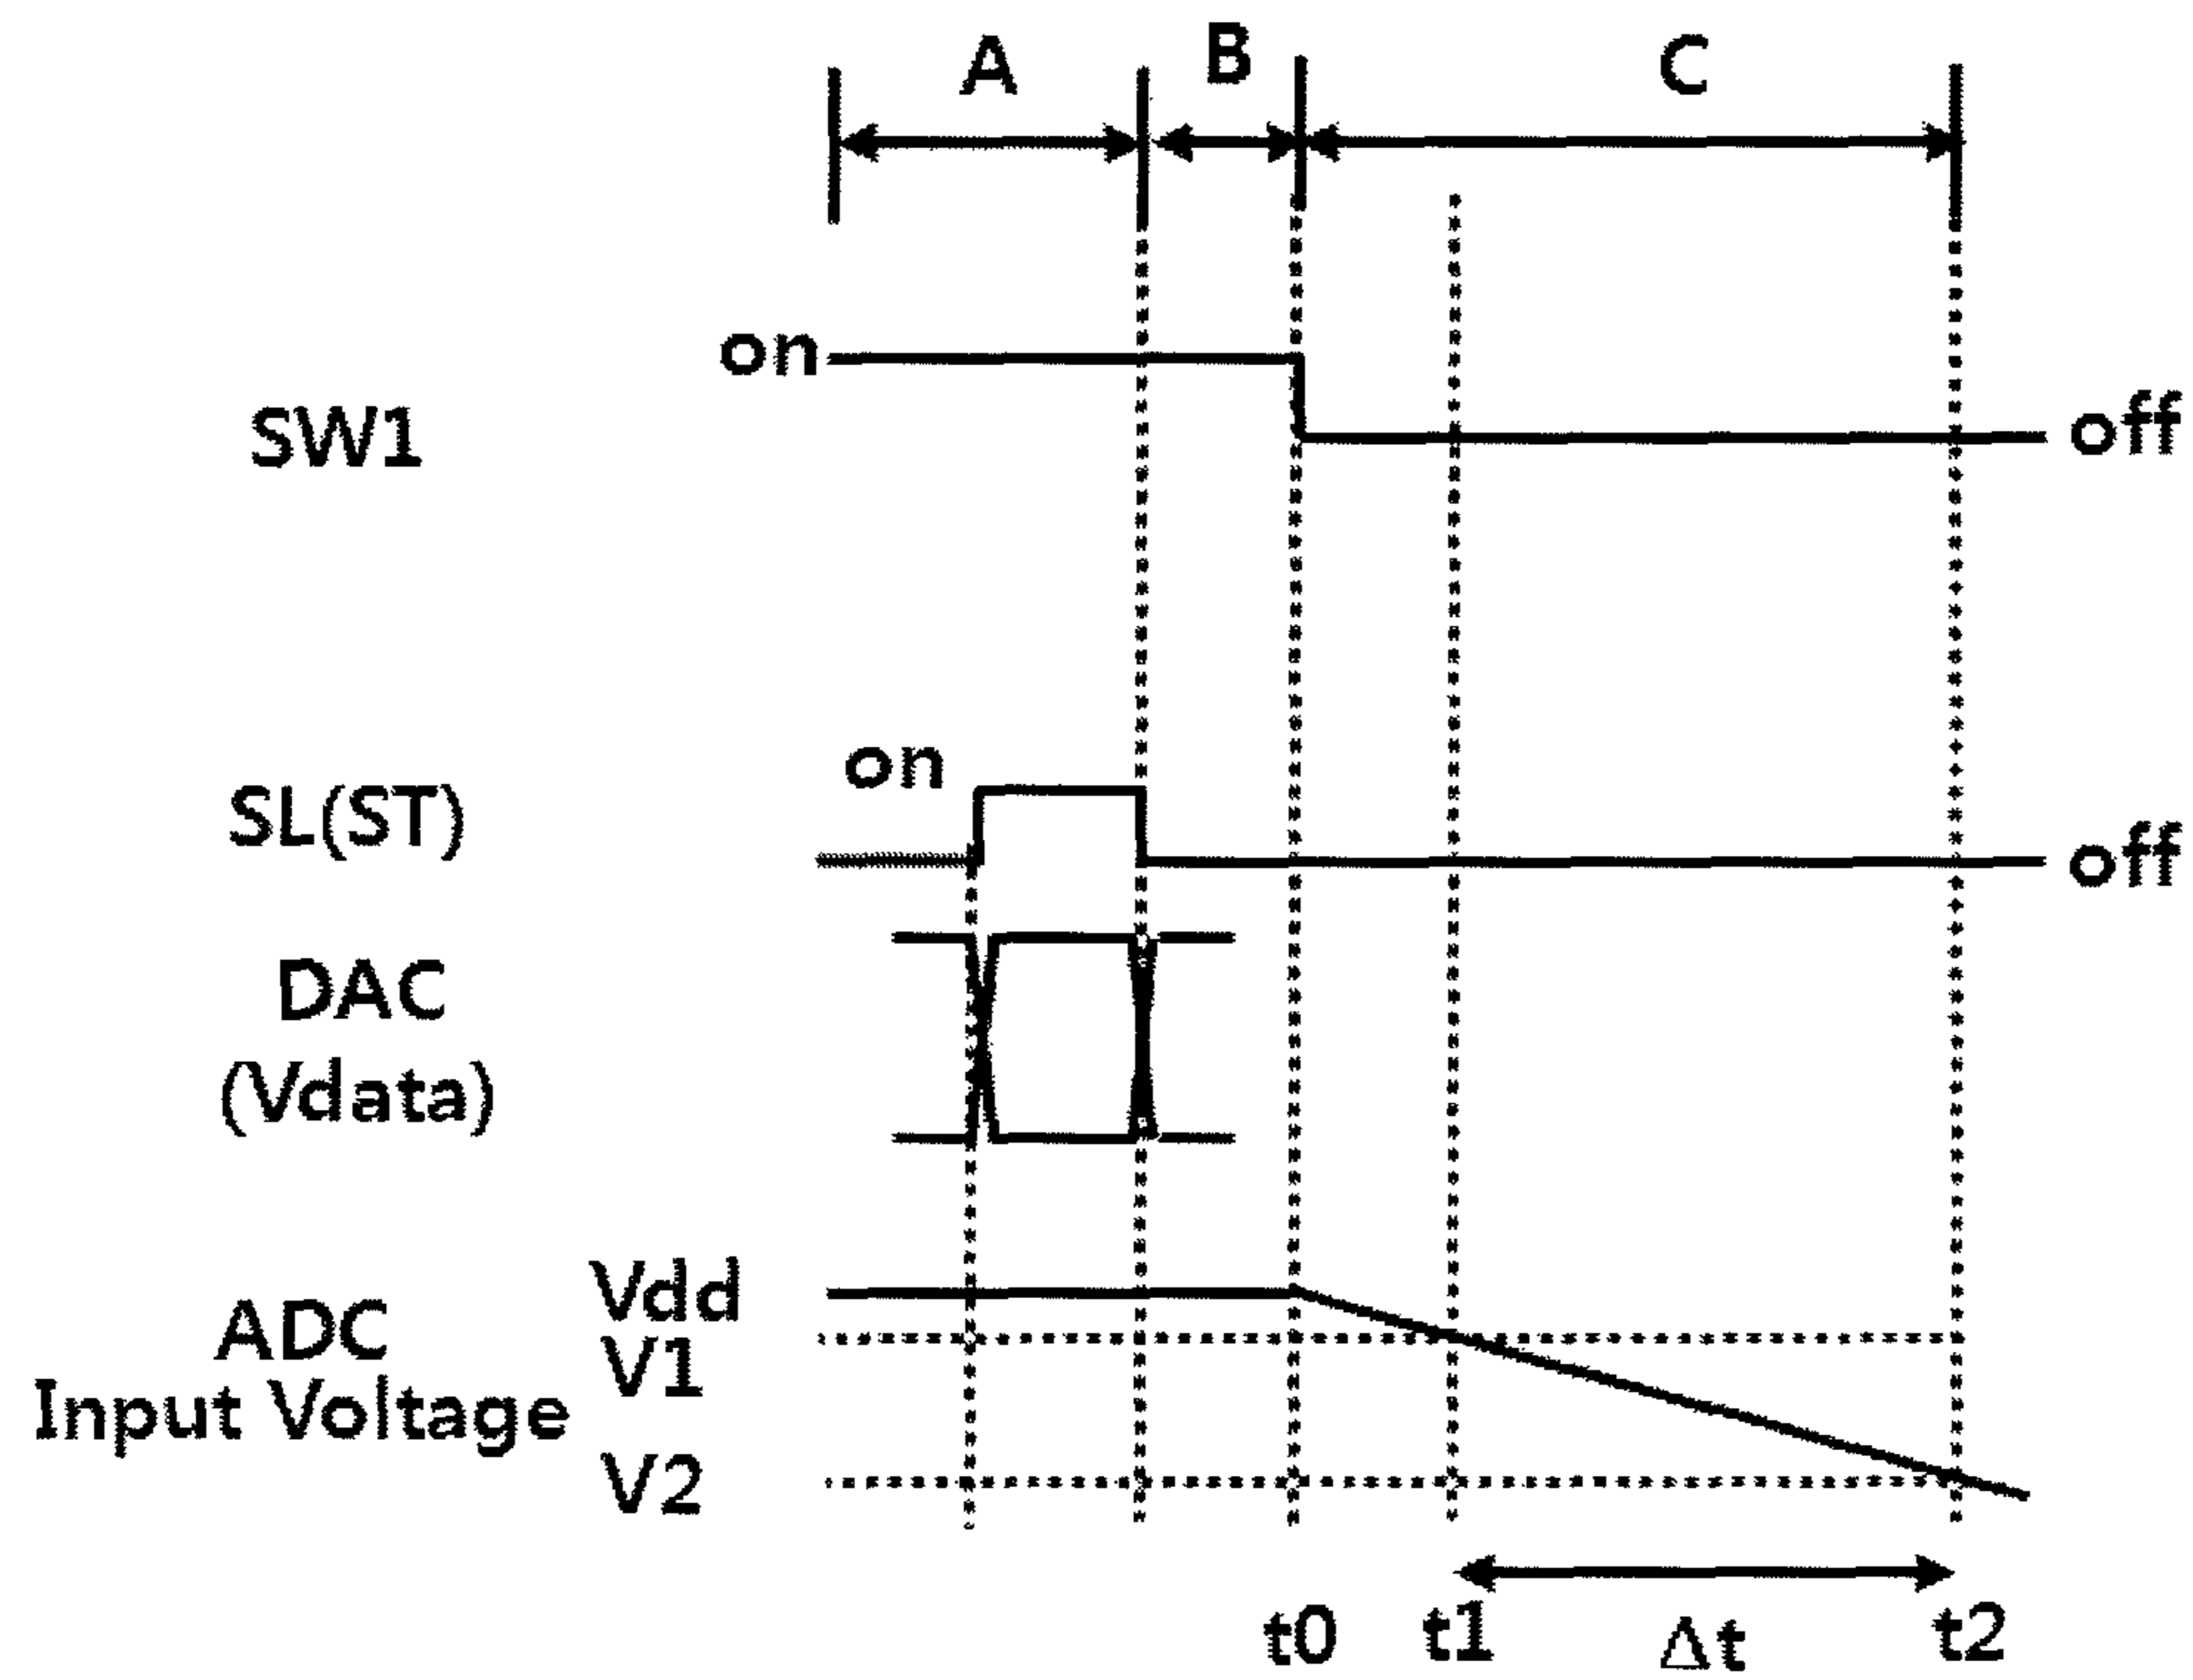 A B C
on
SW1
off
on
SL(ST)
off
DAC
(Vdata)
Vdd
ADC
V1
Input Voltage
V2
t0 t1 Δt t2